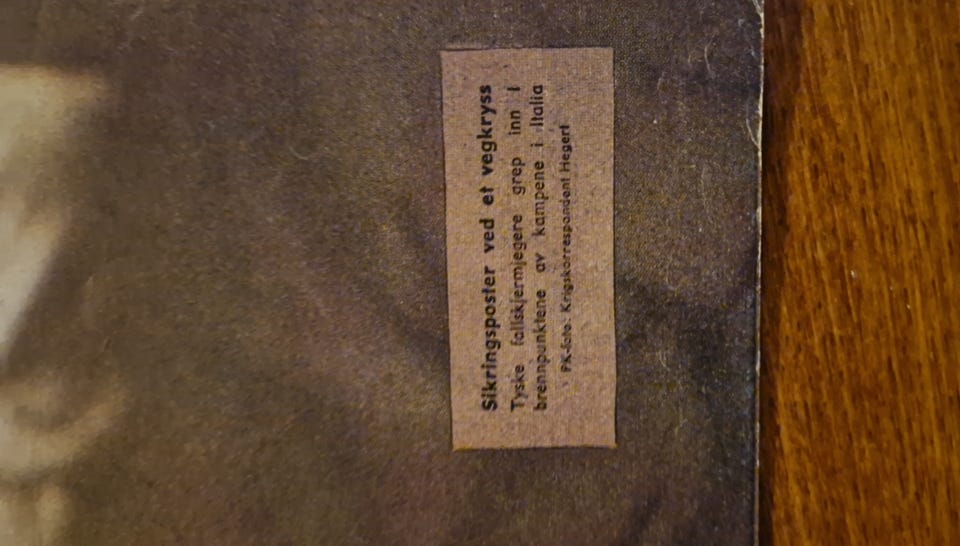 Sikringsposter ved et vegkryss
Tyske fallskjermjegere grep inn i
brennpunktene av kampene i Italia
PK-foto: Krigskorrespondent Hegert